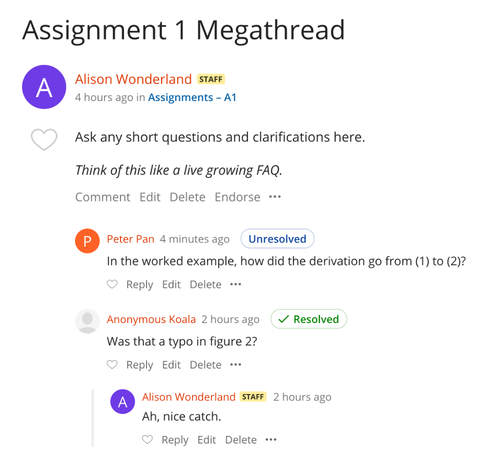 Assignment 1 Megathread
A
Alison Wonderland STAFF
4 hours ago in Assignments – A1
Ask any short questions and clarifications here.
Think of this like a live growing FAQ.
Comment Edit Delete Endorse ···
P
Peter Pan 4 minutes ago Unresolved
In the worked example, how did the derivation go from (1) to (2)?
Reply Edit Delete ···
Anonymous Koala 2 hours ago ✓ Resolved
Was that a typo in figure 2?
Reply Edit Delete ···
A
Alison Wonderland STAFF 2 hours ago
Ah, nice catch.
Reply Edit Delete ···